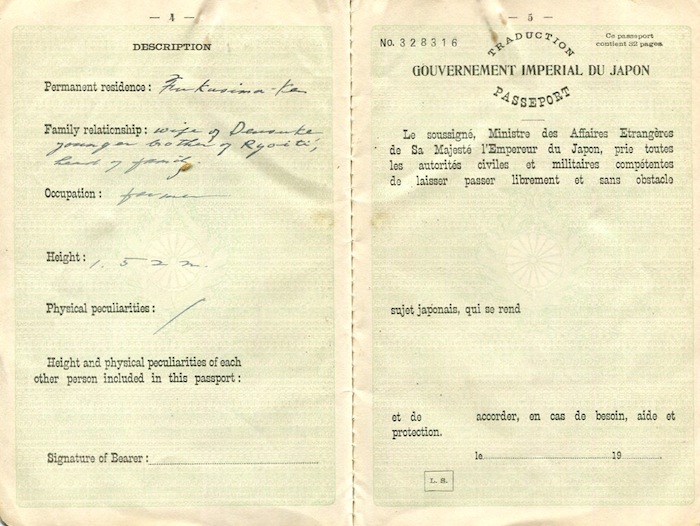 — 4 —
DESCRIPTION
Permanent residence: Fukusima-Ken
Family relationship: wife of Densuke
younger brother of Ryoiti,
head of family.
Occupation: farmer
Height: 1.52 m.
Physical peculiarities: /
Height and physical peculiarities of each
other person included in this passport:
Signature of Bearer:
— 5 —
No. 328316
Ce passeport
contient 32 pages
TRADUCTION
GOUVERNEMENT IMPERIAL DU JAPON
PASSEPORT
Le soussigné, Ministre des Affaires Etrangères
de Sa Majesté l'Empereur du Japon, prie toutes
les autorités civiles et militaires compétentes
de laisser passer librement et sans obstacle
sujet japonais, qui se rend
et de accorder, en cas de besoin, aide et
protection.
le 19
L. S.